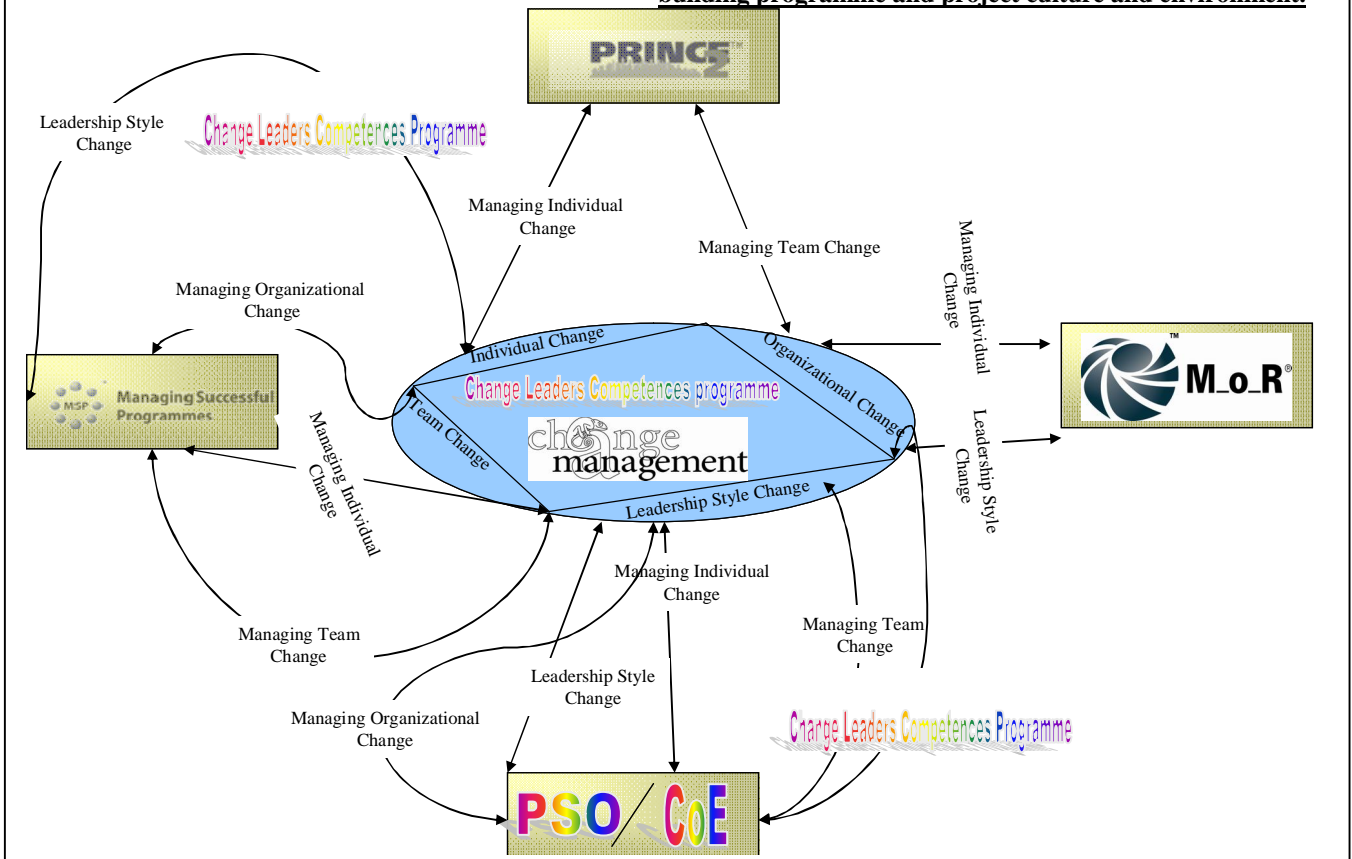 building programme and project culture and environment.
PRINCE2™
Leadership Style
Change
Change Leaders Competences Programme
Managing Individual
Change
Managing Team Change
Managing Individual
Change
Managing Organizational
Change
Individual Change
Organizational Change
Change Leaders Competences programme
Team Change
change
management
Leadership Style Change
MSP
Managing Successful
Programmes
™
M_o_R®
Managing Individual
Change
Leadership Style
Change
Managing Individual
Change
Managing Team
Change
Managing Team
Change
Leadership Style
Change
Managing Organizational
Change
Change Leaders Competences Programme
PSO/CoE